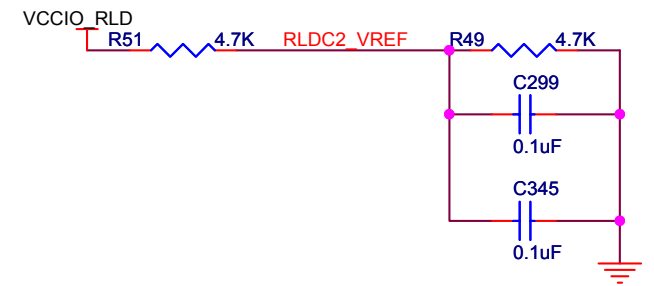 VCCIO_RLD
R51 4.7K RLDC2_VREF R49 4.7K
C299
0.1uF
C345
0.1uF